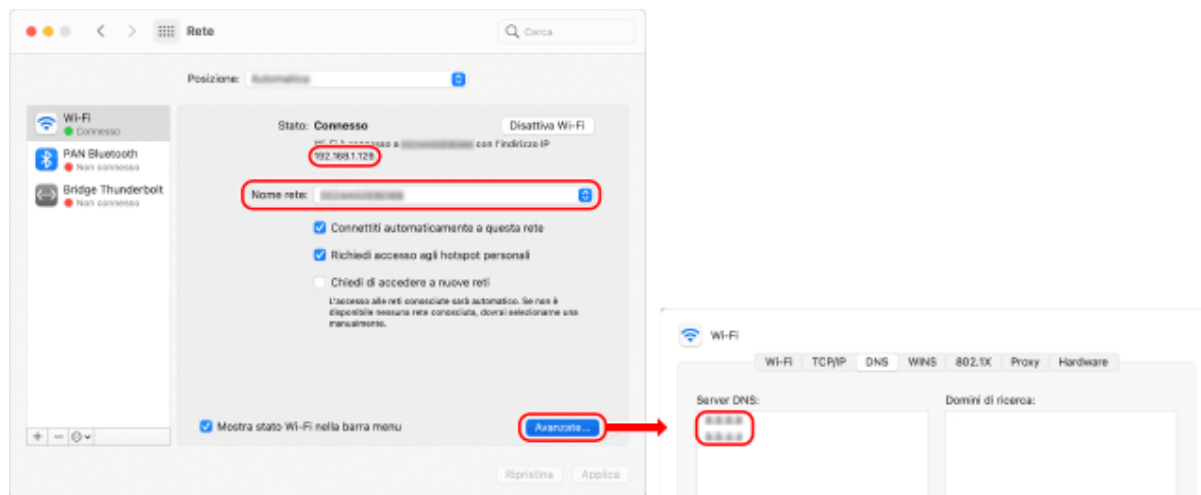 Rete
Cerca
Posizione:
Wi-Fi
Connesso
PAN Bluetooth
Non connesso
Bridge Thunderbolt
Non connesso
Stato: Connesso
Disattiva Wi-Fi
Wi-Fi è connesso a con l'indirizzo IP
192.168.1.129
Nome rete:
Connettiti automaticamente a questa rete
Richiedi accesso agli hotspot personali
Chiedi di accedere a nuove reti
L'accesso alle reti conosciute sarà automatico. Se non è
disponibile nessuna rete conosciuta, dovrai selezionarne una
manualmente.
Mostra stato Wi-Fi nella barra menu
Avanzate...
Ripristina Applica
Wi-Fi
Wi-Fi TCP/IP DNS WINS 802.1X Proxy Hardware
Server DNS:
Domini di ricerca: